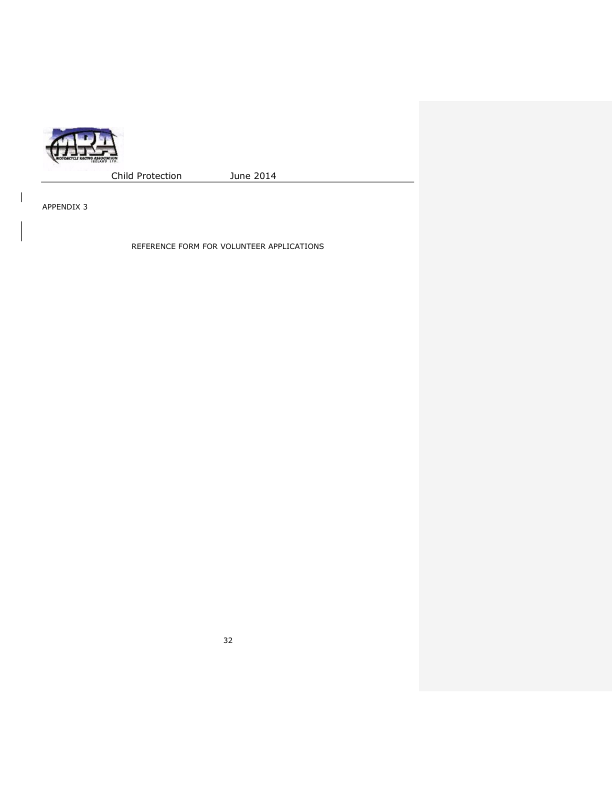 MRA
MOTORCYCLE RACING ASSOCIATION
IRELAND LTD.
Child Protection June 2014
APPENDIX 3
REFERENCE FORM FOR VOLUNTEER APPLICATIONS
32